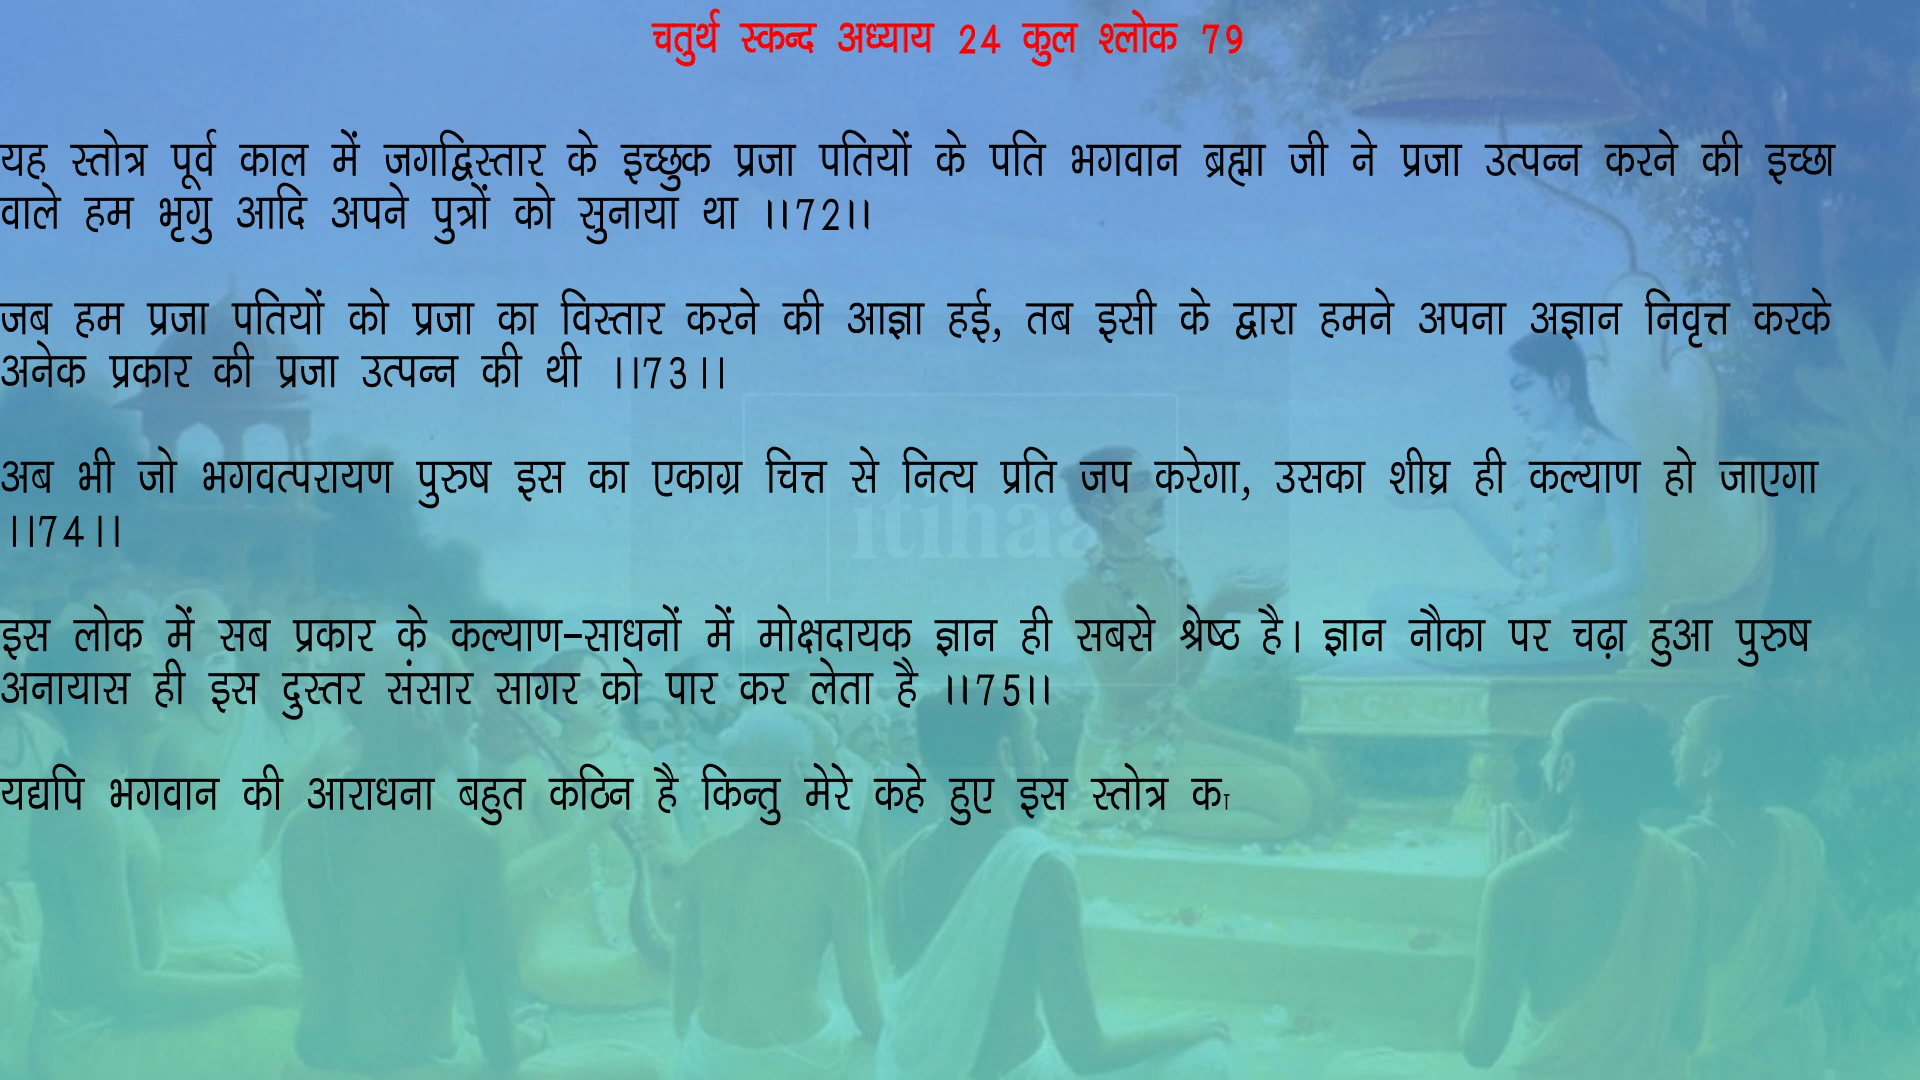 चतुर्थ स्कन्द अध्याय 24 कुल श्लोक 79
यह स्तोत्र पूर्व काल में जगद्विस्तार के इच्छुक प्रजा पतियों के पति भगवान ब्रह्मा जी ने प्रजा उत्पन्न करने की इच्छा
वाले हम भृगु आदि अपने पुत्रों को सुनाया था ।।72।।
जब हम प्रजा पतियों को प्रजा का विस्तार करने की आज्ञा हई, तब इसी के द्वारा हमने अपना अज्ञान निवृत्त करके
अनेक प्रकार की प्रजा उत्पन्न की थी ।।73।।
अब भी जो भगवत्परायण पुरुष इस का एकाग्र चित्त से नित्य प्रति जप करेगा, उसका शीघ्र ही कल्याण हो जाएगा
।।74।।
itihaas
इस लोक में सब प्रकार के कल्याण-साधनों में मोक्षदायक ज्ञान ही सबसे श्रेष्ठ है। ज्ञान नौका पर चढ़ा हुआ पुरुष
अनायास ही इस दुस्तर संसार सागर को पार कर लेता है ।।75।।
यद्यपि भगवान की आराधना बहुत कठिन है किन्तु मेरे कहे हुए इस स्तोत्र का